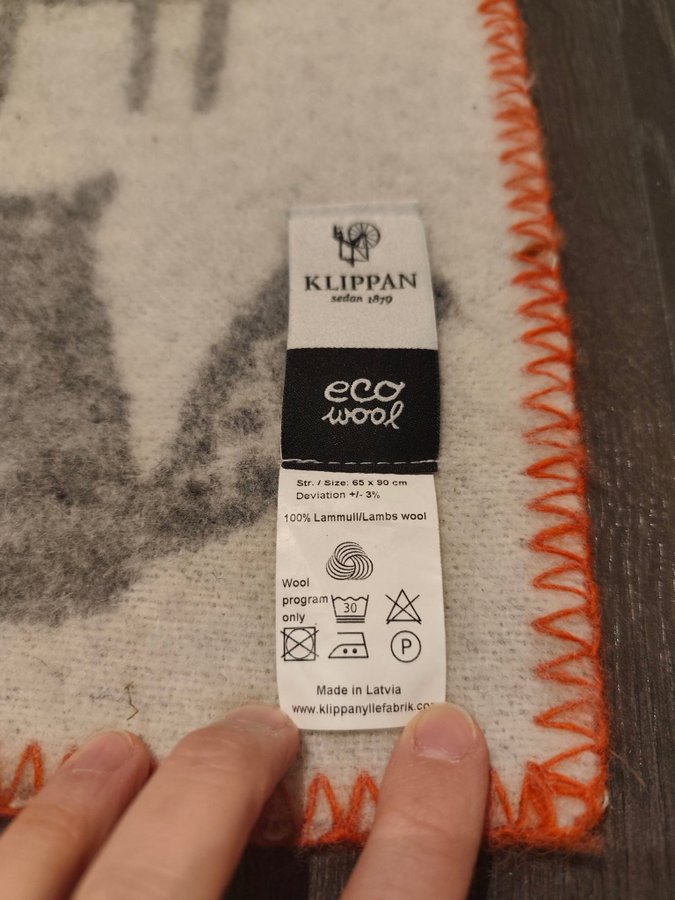 KLIPPAN
sedan 1879
eco
wool
Str. / Size: 65 x 90 cm
Deviation +/- 3%
100% Lammull/Lambs wool
Wool
program
only
30
P
Made in Latvia
www.klippanyllefabrik.co